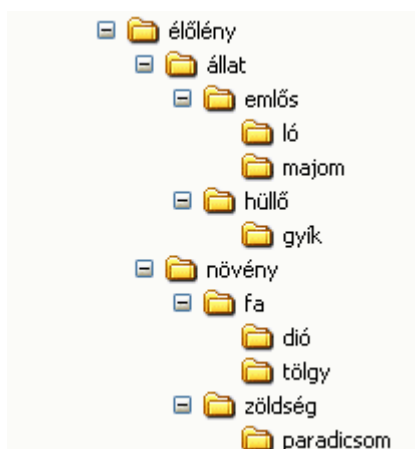 élőlény
állat
emlős
ló
majom
hüllő
gyík
növény
fa
dió
tölgy
zöldség
paradicsom